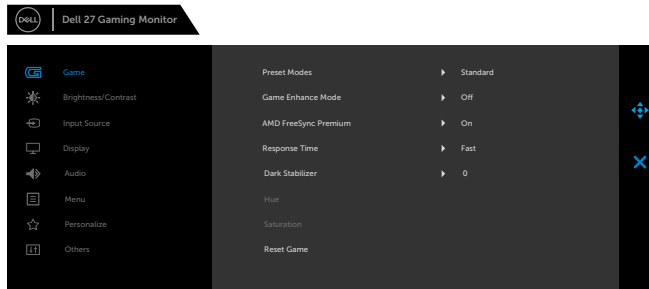 DELL
Dell 27 Gaming Monitor
Game
Preset Modes Standard
Brightness/Contrast
Game Enhance Mode Off
Input Source
AMD FreeSync Premium On
Display
Response Time Fast
Audio
Dark Stabilizer 0
Menu
Hue
Personalize
Saturation
Others
Reset Game